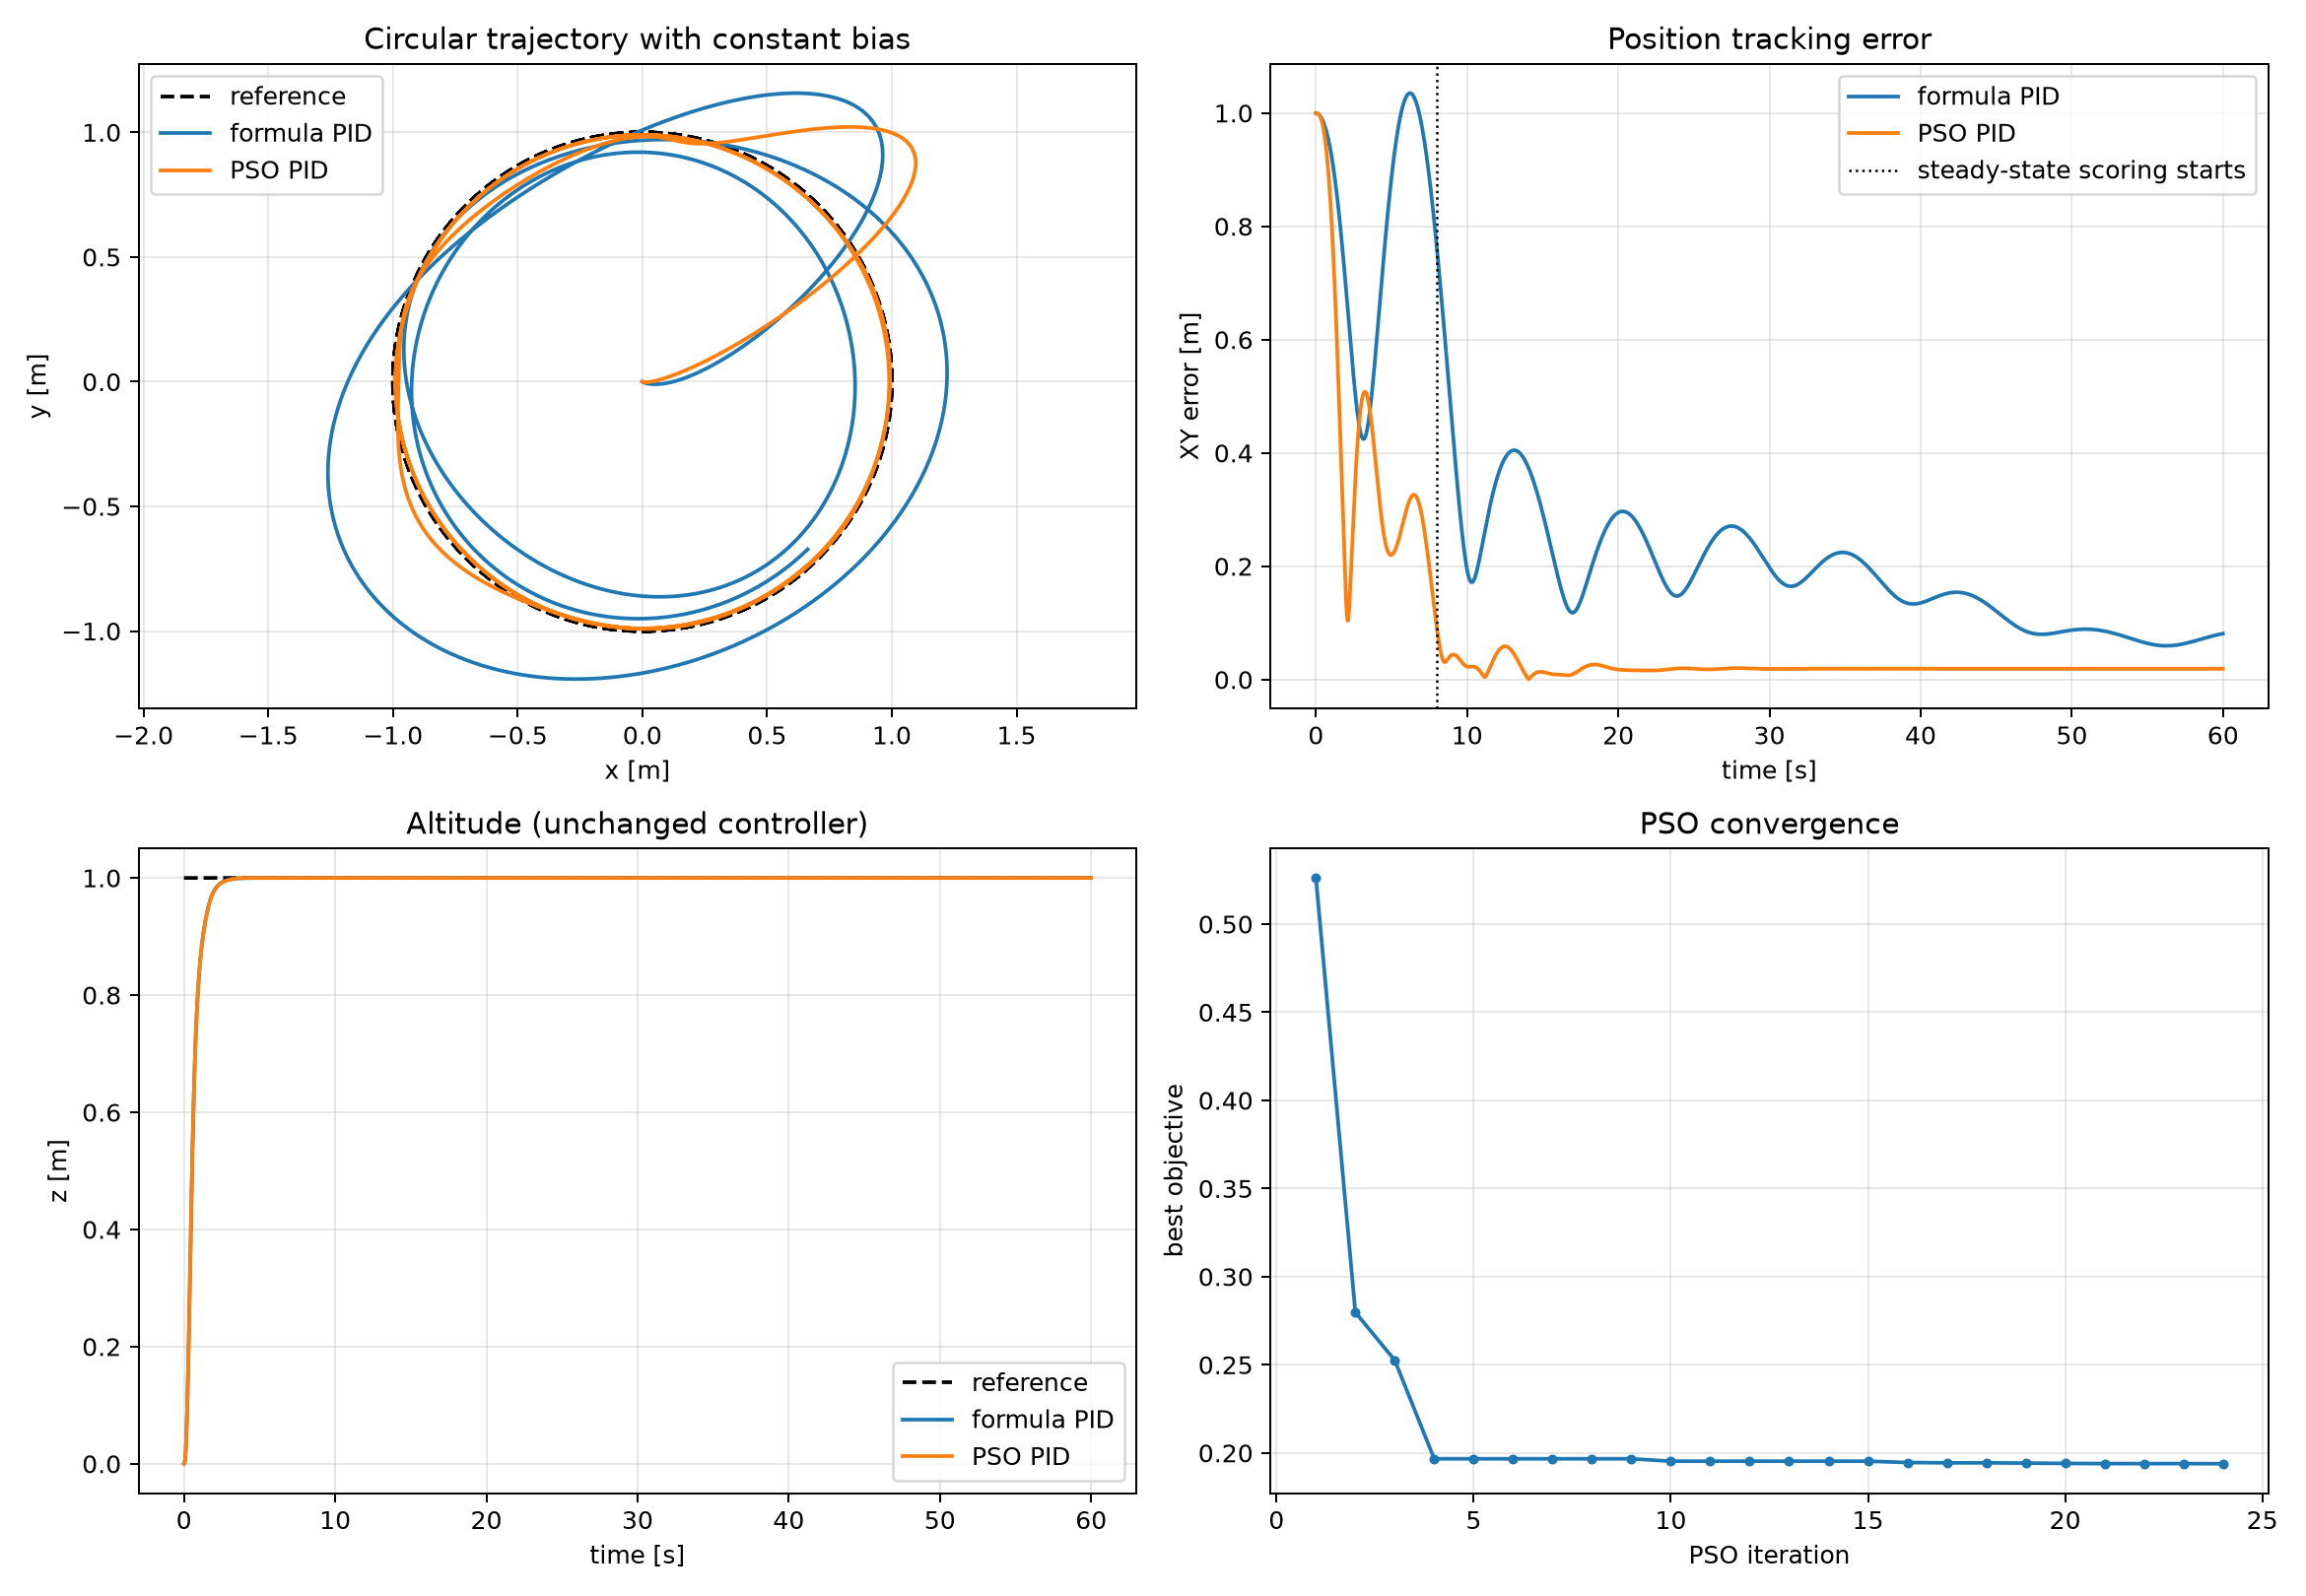 Circular trajectory with constant bias
reference
formula PID
PSO PID
1.0
0.5
0.0
−0.5
−1.0
y [m]
−2.0 −1.5 −1.0 −0.5 0.0 0.5 1.0 1.5
x [m]
Position tracking error
formula PID
PSO PID
steady-state scoring starts
1.0
0.8
0.6
0.4
0.2
0.0
XY error [m]
0 10 20 30 40 50 60
time [s]
Altitude (unchanged controller)
1.0
0.8
0.6
0.4
0.2
0.0
z [m]
reference
formula PID
PSO PID
0 10 20 30 40 50 60
time [s]
PSO convergence
0.50
0.45
0.40
0.35
0.30
0.25
0.20
best objective
0 5 10 15 20 25
PSO iteration